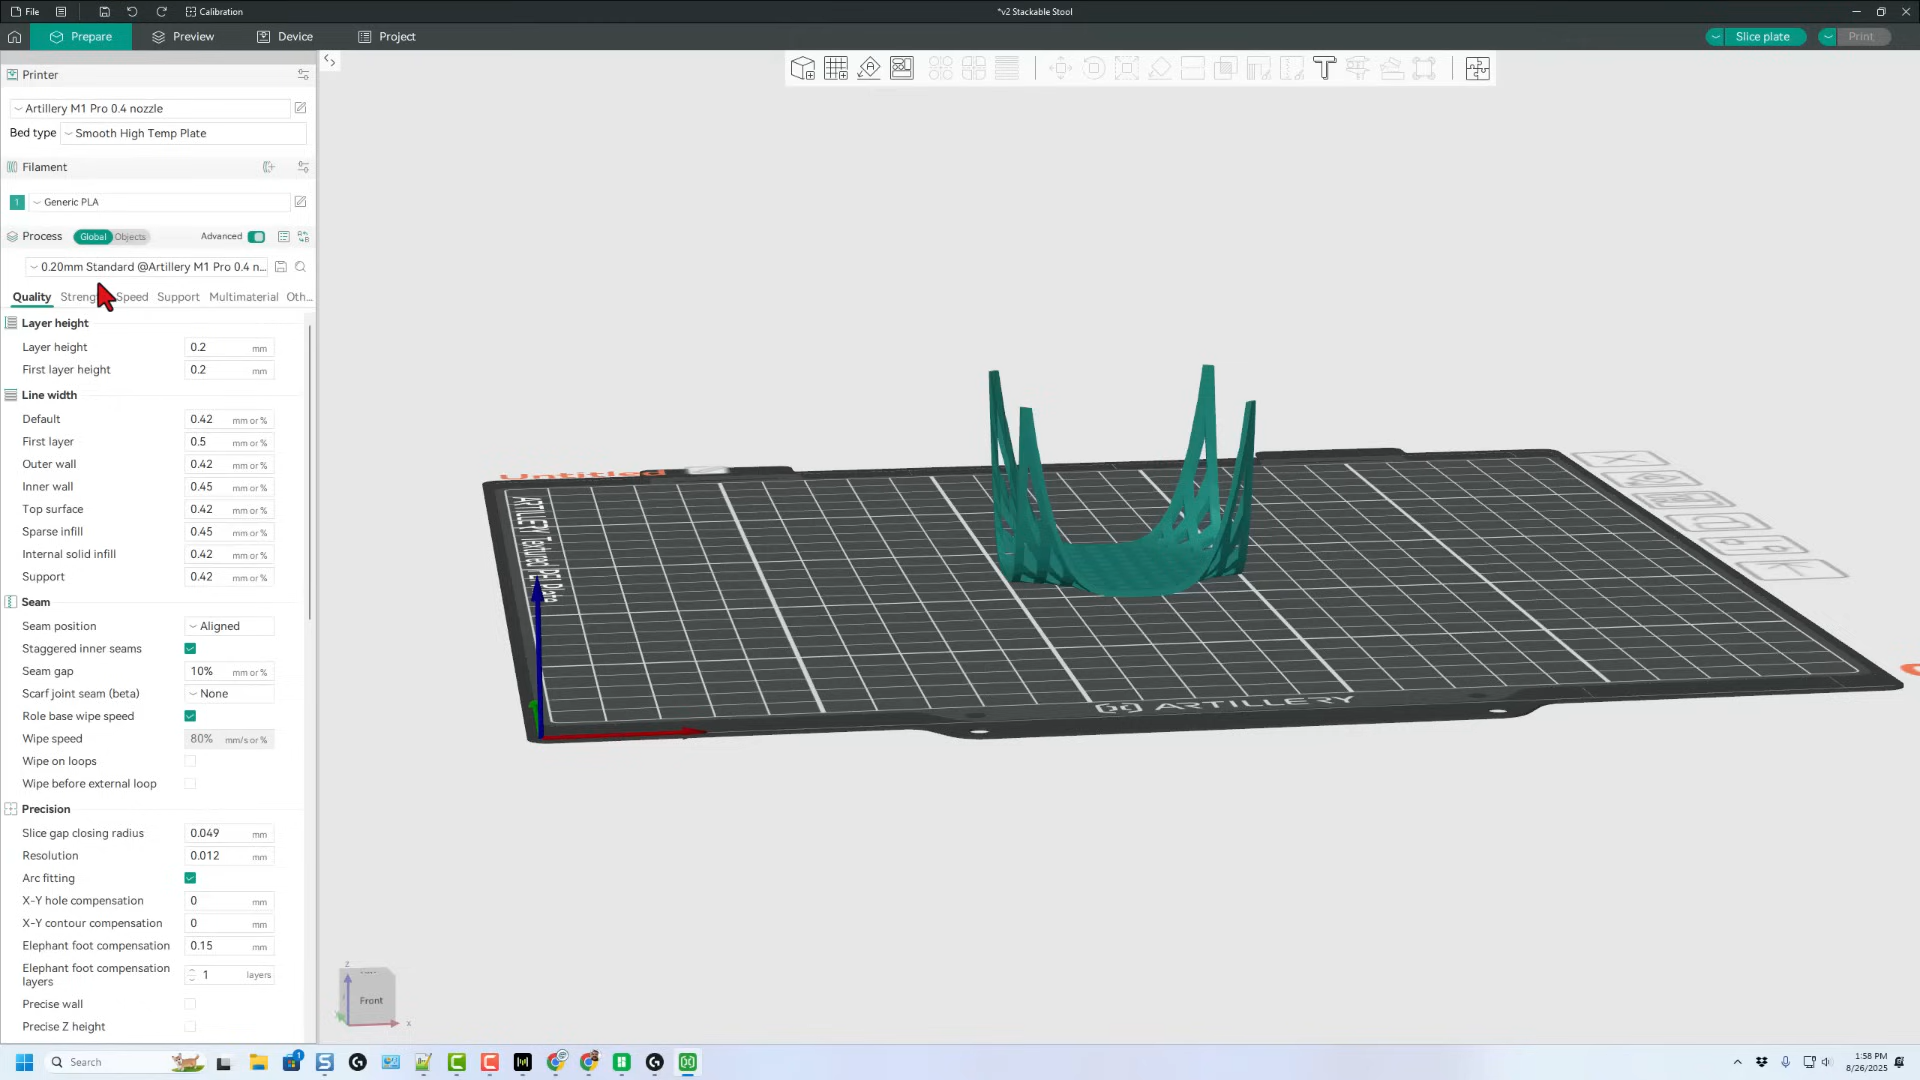 File
Calibration
*v2 Stackable Stool
Prepare
Preview
Device
Project
Slice plate
Print
Printer
Artillery M1 Pro 0.4 nozzle
Bed type
Smooth High Temp Plate
Filament
1
Generic PLA
Process
Global
Objects
Advanced
0.20mm Standard @Artillery M1 Pro 0.4 n...
Quality
Streng
Speed
Support
Multimaterial
Oth...
Layer height
Layer height 0.2 mm
First layer height 0.2 mm
Line width
Default 0.42 mm or %
First layer 0.5 mm or %
Outer wall 0.42 mm or %
Inner wall 0.45 mm or %
Top surface 0.42 mm or %
Sparse infill 0.45 mm or %
Internal solid infill 0.42 mm or %
Support 0.42 mm or %
Seam
Seam position Aligned
Staggered inner seams
Seam gap 10% mm or %
Scarf joint seam (beta) None
Role base wipe speed
Wipe speed 80% mm/s or %
Wipe on loops
Wipe before external loop
Precision
Slice gap closing radius 0.049 mm
Resolution 0.012 mm
Arc fitting
X-Y hole compensation 0 mm
X-Y contour compensation 0 mm
Elephant foot compensation 0.15 mm
Elephant foot compensation
layers 1 layers
Precise wall
Precise Z height
Untitled
ARTILLERY Textured PEI Plate
ARTILLERY
z
Front
x
Search
1:58 PM
8/26/2025